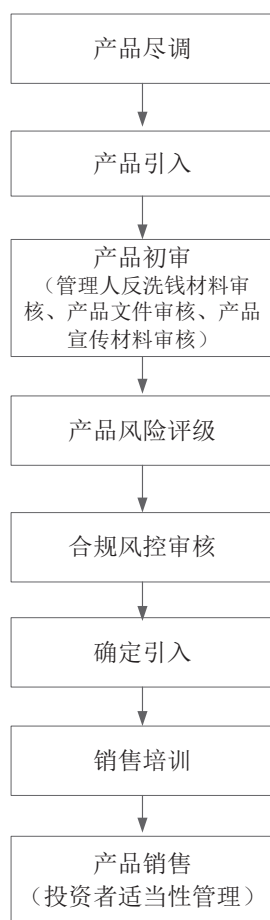 产品尽调
产品引入
产品初审
（管理人反洗钱材料审
核、产品文件审核、产品
宣传材料审核）
产品风险评级
合规风控审核
确定引入
销售培训
产品销售
（投资者适当性管理）